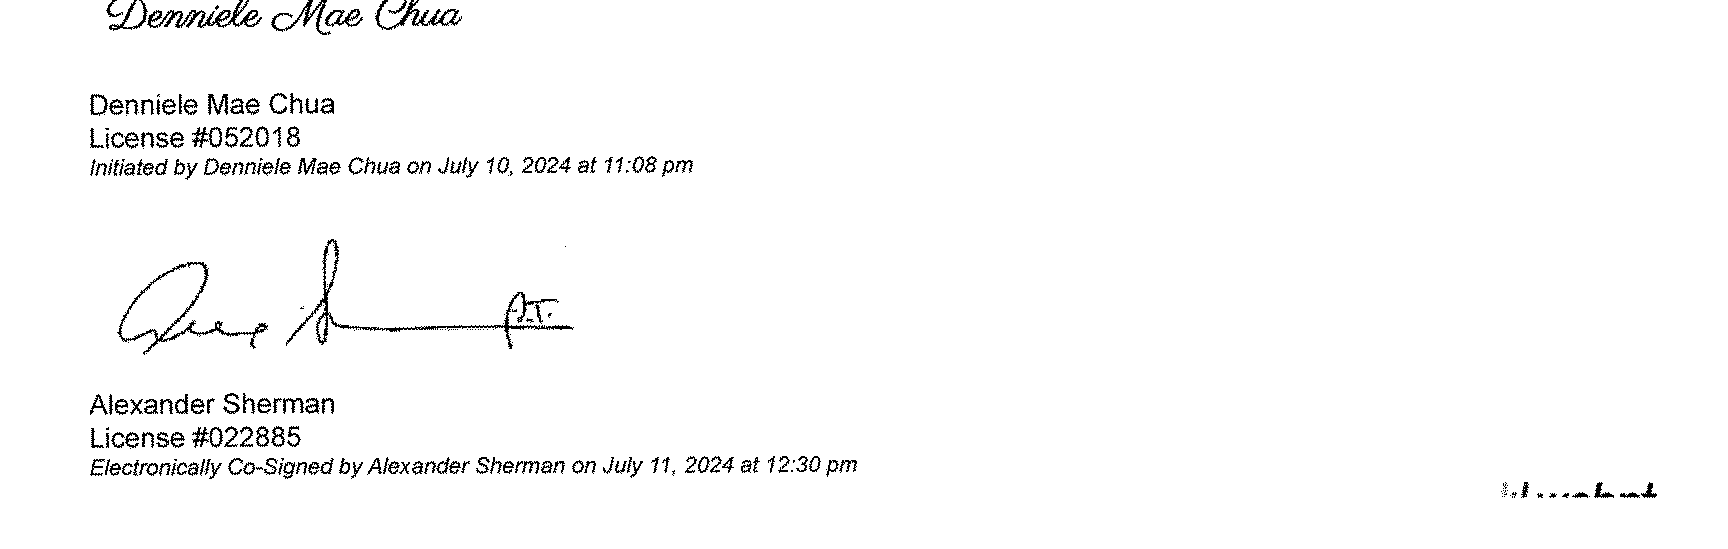 Denniele Mae Chua
Denniele Mae Chua
License #052018
Initiated by Denniele Mae Chua on July 10, 2024 at 11:08 pm
P.T.
Alexander Sherman
License #022885
Electronically Co-Signed by Alexander Sherman on July 11, 2024 at 12:30 pm